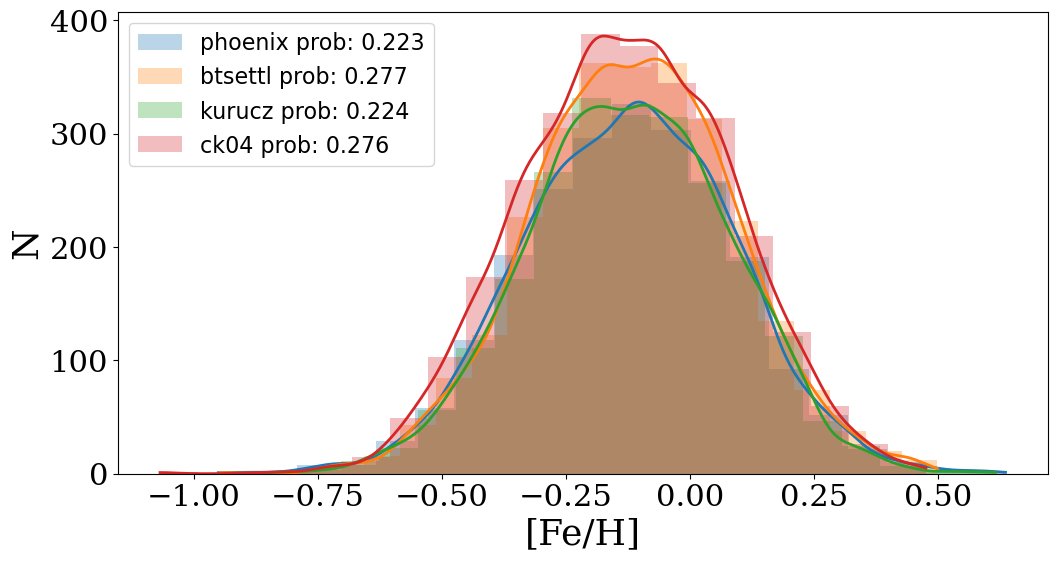 400
300
200
100
0
N
phoenix prob: 0.223
btsettl prob: 0.277
kurucz prob: 0.224
ck04 prob: 0.276
−1.00 −0.75 −0.50 −0.25 0.00 0.25 0.50
[Fe/H]